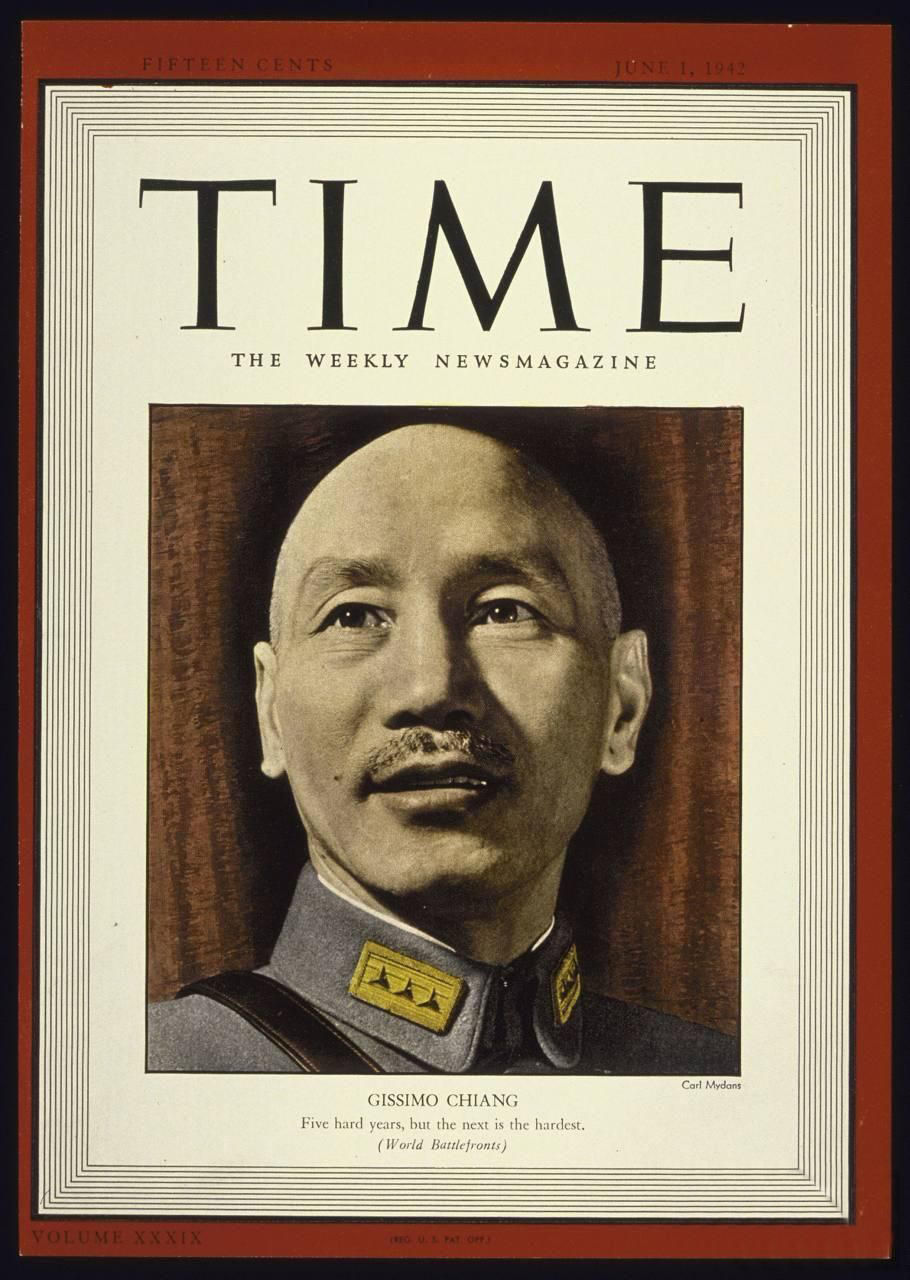 FIFTEEN CENTS JUNE 1, 1942
TIME
THE WEEKLY NEWSMAGAZINE
Carl Mydans
GISSIMO CHIANG
Five hard years, but the next is the hardest.
(World Battlefronts)
VOLUME XXXIX (REG. U. S. PAT. OFF.)